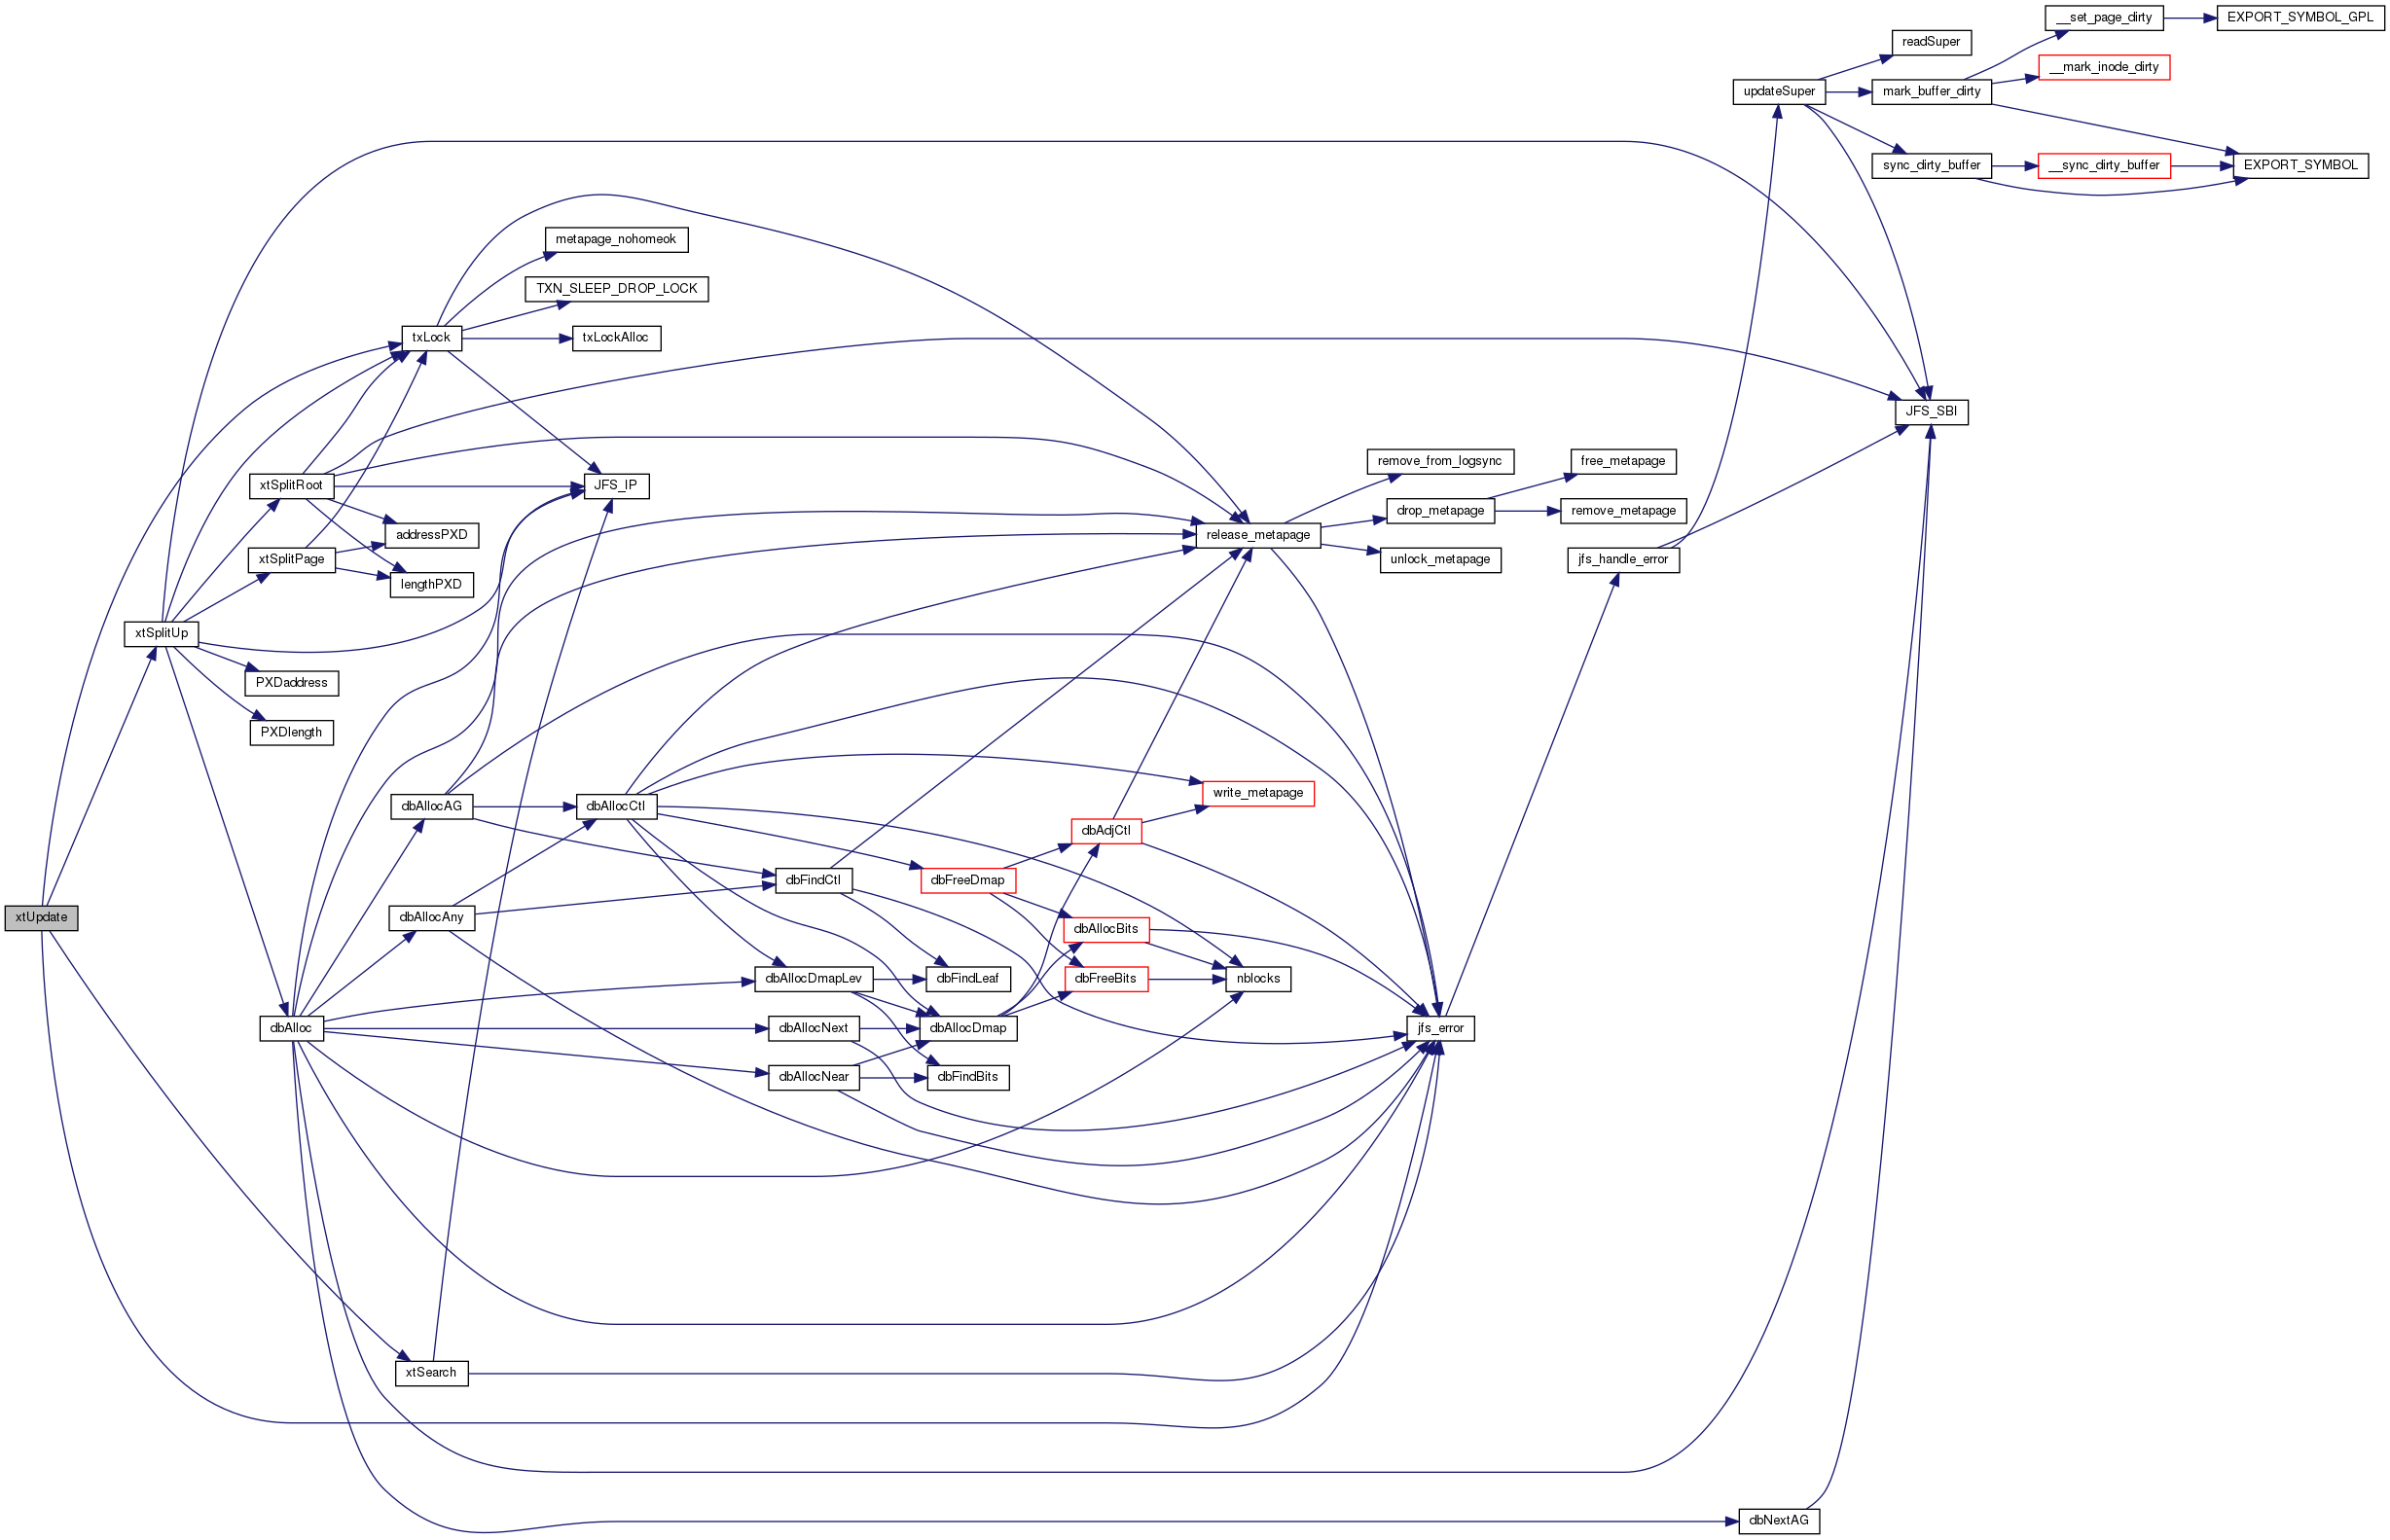 __set_page_dirty
EXPORT_SYMBOL_GPL
readSuper
__mark_inode_dirty
updateSuper
mark_buffer_dirty
sync_dirty_buffer
__sync_dirty_buffer
EXPORT_SYMBOL
metapage_nohomeok
TXN_SLEEP_DROP_LOCK
txLock
txLockAlloc
JFS_SBI
remove_from_logsync
free_metapage
xtSplitRoot
JFS_IP
drop_metapage
remove_metapage
addressPXD
release_metapage
xtSplitPage
unlock_metapage
jfs_handle_error
lengthPXD
xtSplitUp
PXDaddress
PXDlength
write_metapage
dbAllocAG
dbAllocCtl
dbAdjCtl
dbFindCtl
dbFreeDmap
xtUpdate
dbAllocAny
dbAllocBits
dbAllocDmapLev
dbFindLeaf
dbFreeBits
nblocks
dbAlloc
dbAllocNext
dbAllocDmap
jfs_error
dbAllocNear
dbFindBits
xtSearch
dbNextAG